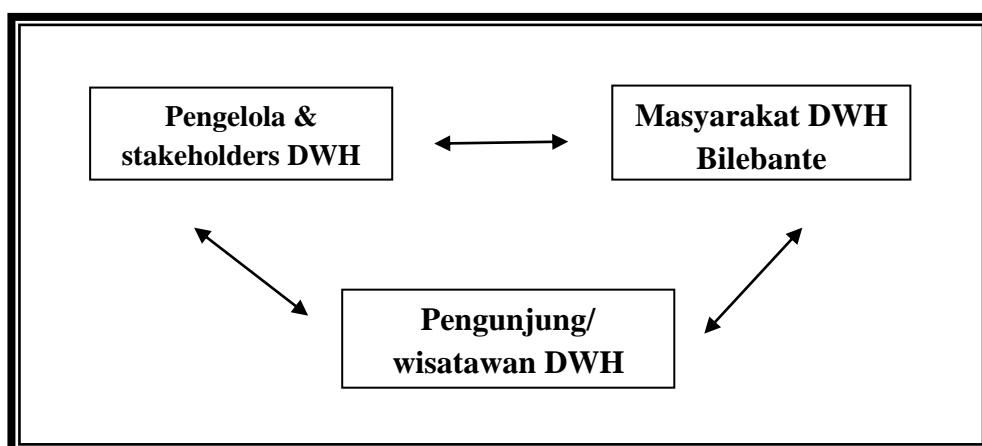 Pengelola &
stakeholders DWH
Masyarakat DWH
Bilebante
Pengunjung/
wisatawan DWH